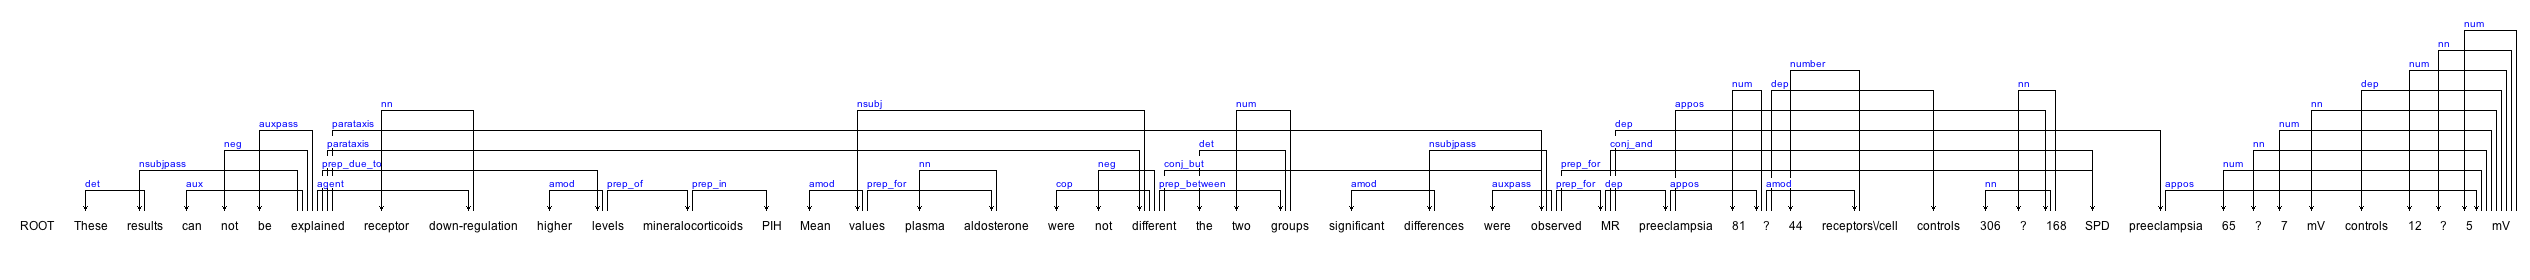 num
nn
number num
num dep nn dep
nn nsubj num appos nn
auxpass parataxis dep num
neg parataxis det nsubjpass conj_and nn
nsubjpass prep_due_to neg conj_but prep_for num
det aux agent amod prep_of prep_in amod prep_for cop prep_between amod auxpass prep_for dep appos amod nn appos
ROOT These results can not be explained receptor down-regulation higher levels mineralocorticoids PIH Mean values plasma aldosterone were not different the two groups significant differences were observed MR preeclampsia 81 ? 44 receptors\/cell controls 306 ? 168 SPD preeclampsia 65 ? 7 mV controls 12 ? 5 mV